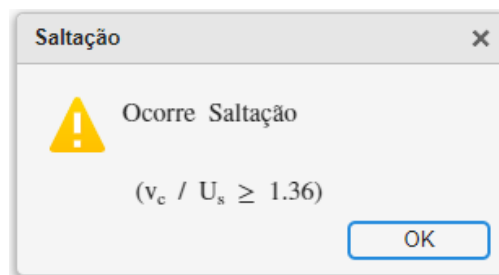 Saltação
Ocorre Saltação
(vc / Us ≥ 1.36)
OK